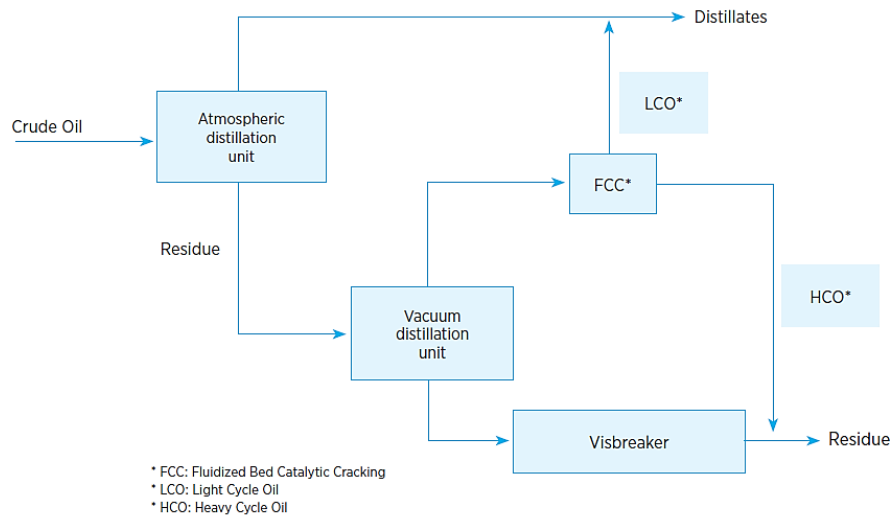 Distillates
LCO*
Atmospheric
distillation
unit
Crude Oil
FCC*
Residue
HCO*
Vacuum
distillation
unit
Visbreaker
Residue
* FCC: Fluidized Bed Catalytic Cracking
* LCO: Light Cycle Oil
* HCO: Heavy Cycle Oil